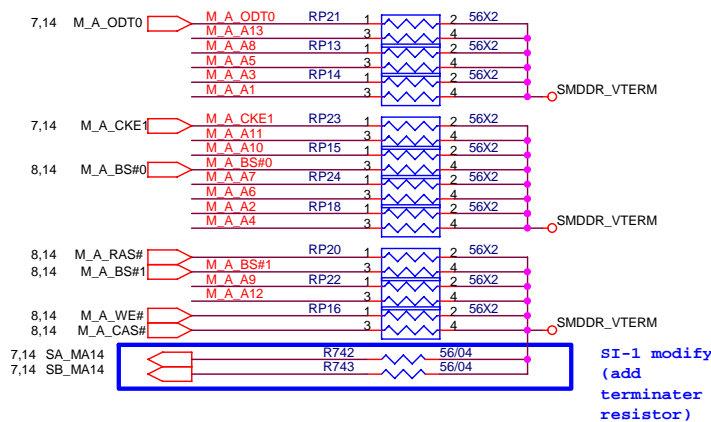 7,14 M_A_ODT0 M_A_ODT0 RP21 1 2 56X2
M_A_A13 3 4
M_A_A8 RP13 1 2 56X2
M_A_A5 3 4
M_A_A3 RP14 1 2 56X2
M_A_A1 3 4 SMDDR_VTERM
7,14 M_A_CKE1 M_A_CKE1 RP23 1 2 56X2
M_A_A11 3 4
M_A_A10 RP15 1 2 56X2
8,14 M_A_BS#0 M_A_BS#0 3 4
M_A_A7 RP24 1 2 56X2
M_A_A6 3 4
M_A_A2 RP18 1 2 56X2
M_A_A4 3 4 SMDDR_VTERM
8,14 M_A_RAS# RP20 1 2 56X2
8,14 M_A_BS#1 M_A_BS#1 3 4
M_A_A9 RP22 1 2 56X2
M_A_A12 3 4
8,14 M_A_WE# RP16 1 2 56X2
8,14 M_A_CAS# 3 4 SMDDR_VTERM
7,14 SA_MA14 R742 56/04
7,14 SB_MA14 R743 56/04
SI-1 modify
(add
terminater
resistor)